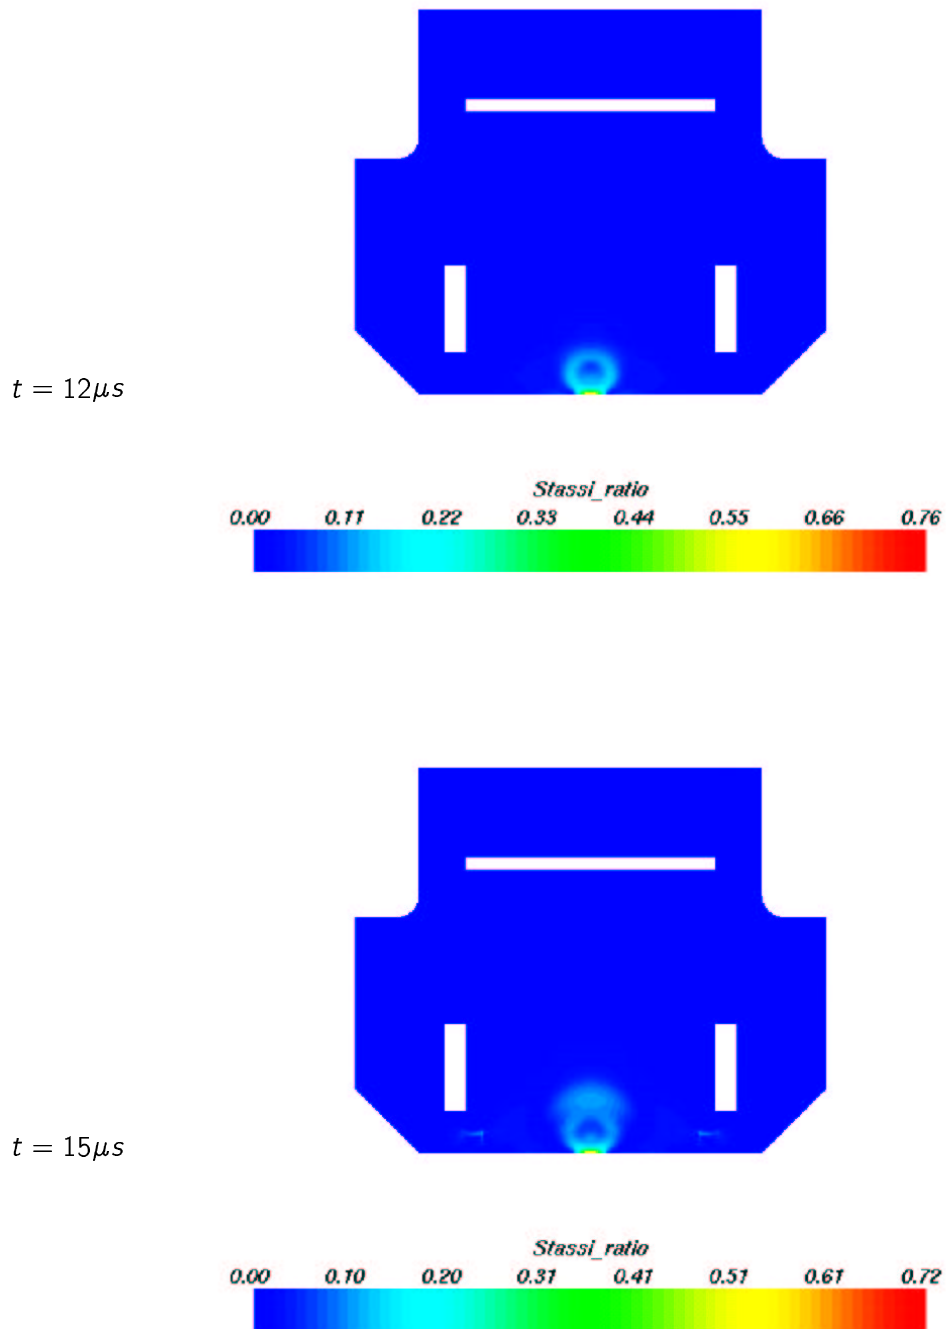 t = 12μs
Stassi_ratio
0.00 0.11 0.22 0.33 0.44 0.55 0.66 0.76
t = 15μs
Stassi_ratio
0.00 0.10 0.20 0.31 0.41 0.51 0.61 0.72